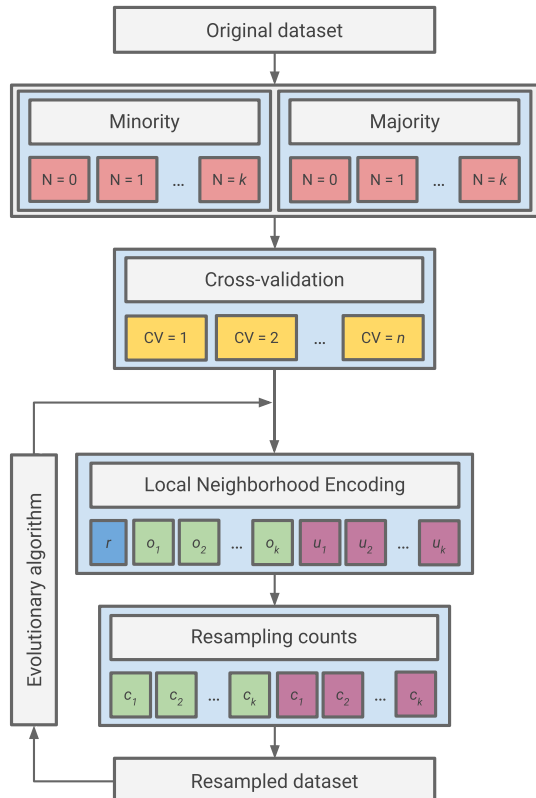 Original dataset
Minority
Majority
N = 0 N = 1 ... N = k
N = 0 N = 1 ... N = k
Cross-validation
CV = 1 CV = 2 ... CV = n
Local Neighborhood Encoding
r o1 o2 ... ok u1 u2 ... uk
Evolutionary algorithm
Resampling counts
c1 c2 ... ck c1 c2 ... ck
Resampled dataset